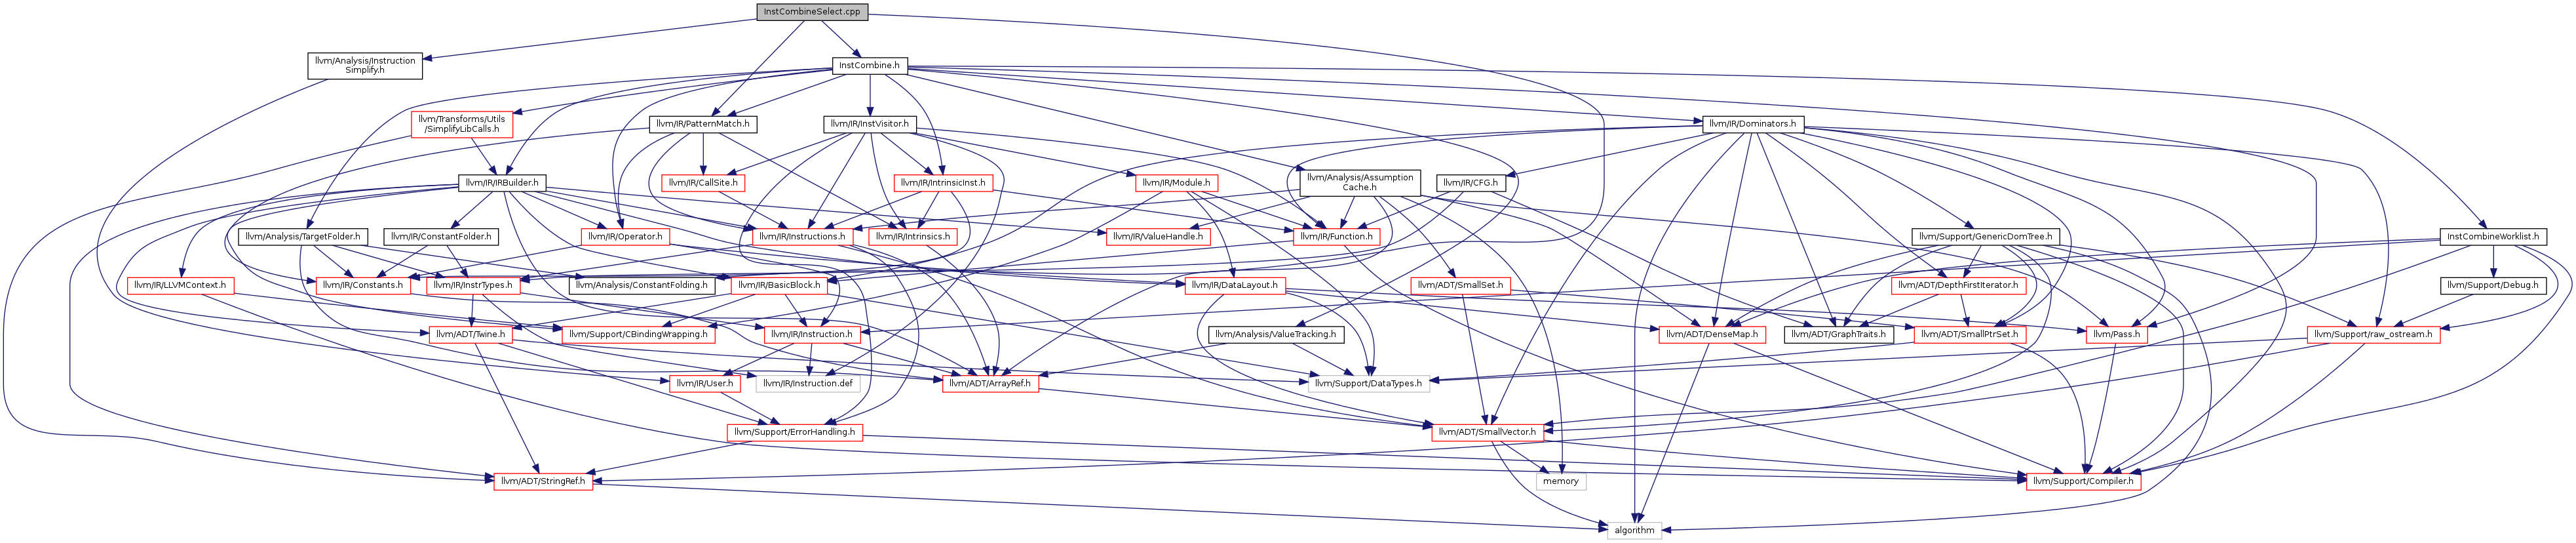 InstCombineSelect.cpp
llvm/Analysis/Instruction
Simplify.h
InstCombine.h
llvm/Transforms/Utils
/SimplifyLibCalls.h
llvm/IR/PatternMatch.h
llvm/IR/InstVisitor.h
llvm/IR/Dominators.h
llvm/IR/IRBuilder.h
llvm/IR/CallSite.h
llvm/IR/IntrinsicInst.h
llvm/IR/Module.h
llvm/Analysis/Assumption
Cache.h
llvm/IR/CFG.h
llvm/Analysis/TargetFolder.h
llvm/IR/ConstantFolder.h
llvm/IR/Operator.h
llvm/IR/Instructions.h
llvm/IR/Intrinsics.h
llvm/IR/ValueHandle.h
llvm/IR/Function.h
llvm/Support/GenericDomTree.h
InstCombineWorklist.h
llvm/IR/LLVMContext.h
llvm/IR/Constants.h
llvm/IR/InstrTypes.h
llvm/Analysis/ConstantFolding.h
llvm/IR/BasicBlock.h
llvm/IR/DataLayout.h
llvm/ADT/SmallSet.h
llvm/ADT/DepthFirstIterator.h
llvm/Support/Debug.h
llvm/ADT/Twine.h
llvm/Support/CBindingWrapping.h
llvm/IR/Instruction.h
llvm/Analysis/ValueTracking.h
llvm/ADT/DenseMap.h
llvm/ADT/GraphTraits.h
llvm/ADT/SmallPtrSet.h
llvm/Pass.h
llvm/Support/raw_ostream.h
llvm/IR/User.h
llvm/IR/Instruction.def
llvm/ADT/ArrayRef.h
llvm/Support/DataTypes.h
llvm/Support/ErrorHandling.h
llvm/ADT/SmallVector.h
llvm/ADT/StringRef.h
memory
llvm/Support/Compiler.h
algorithm